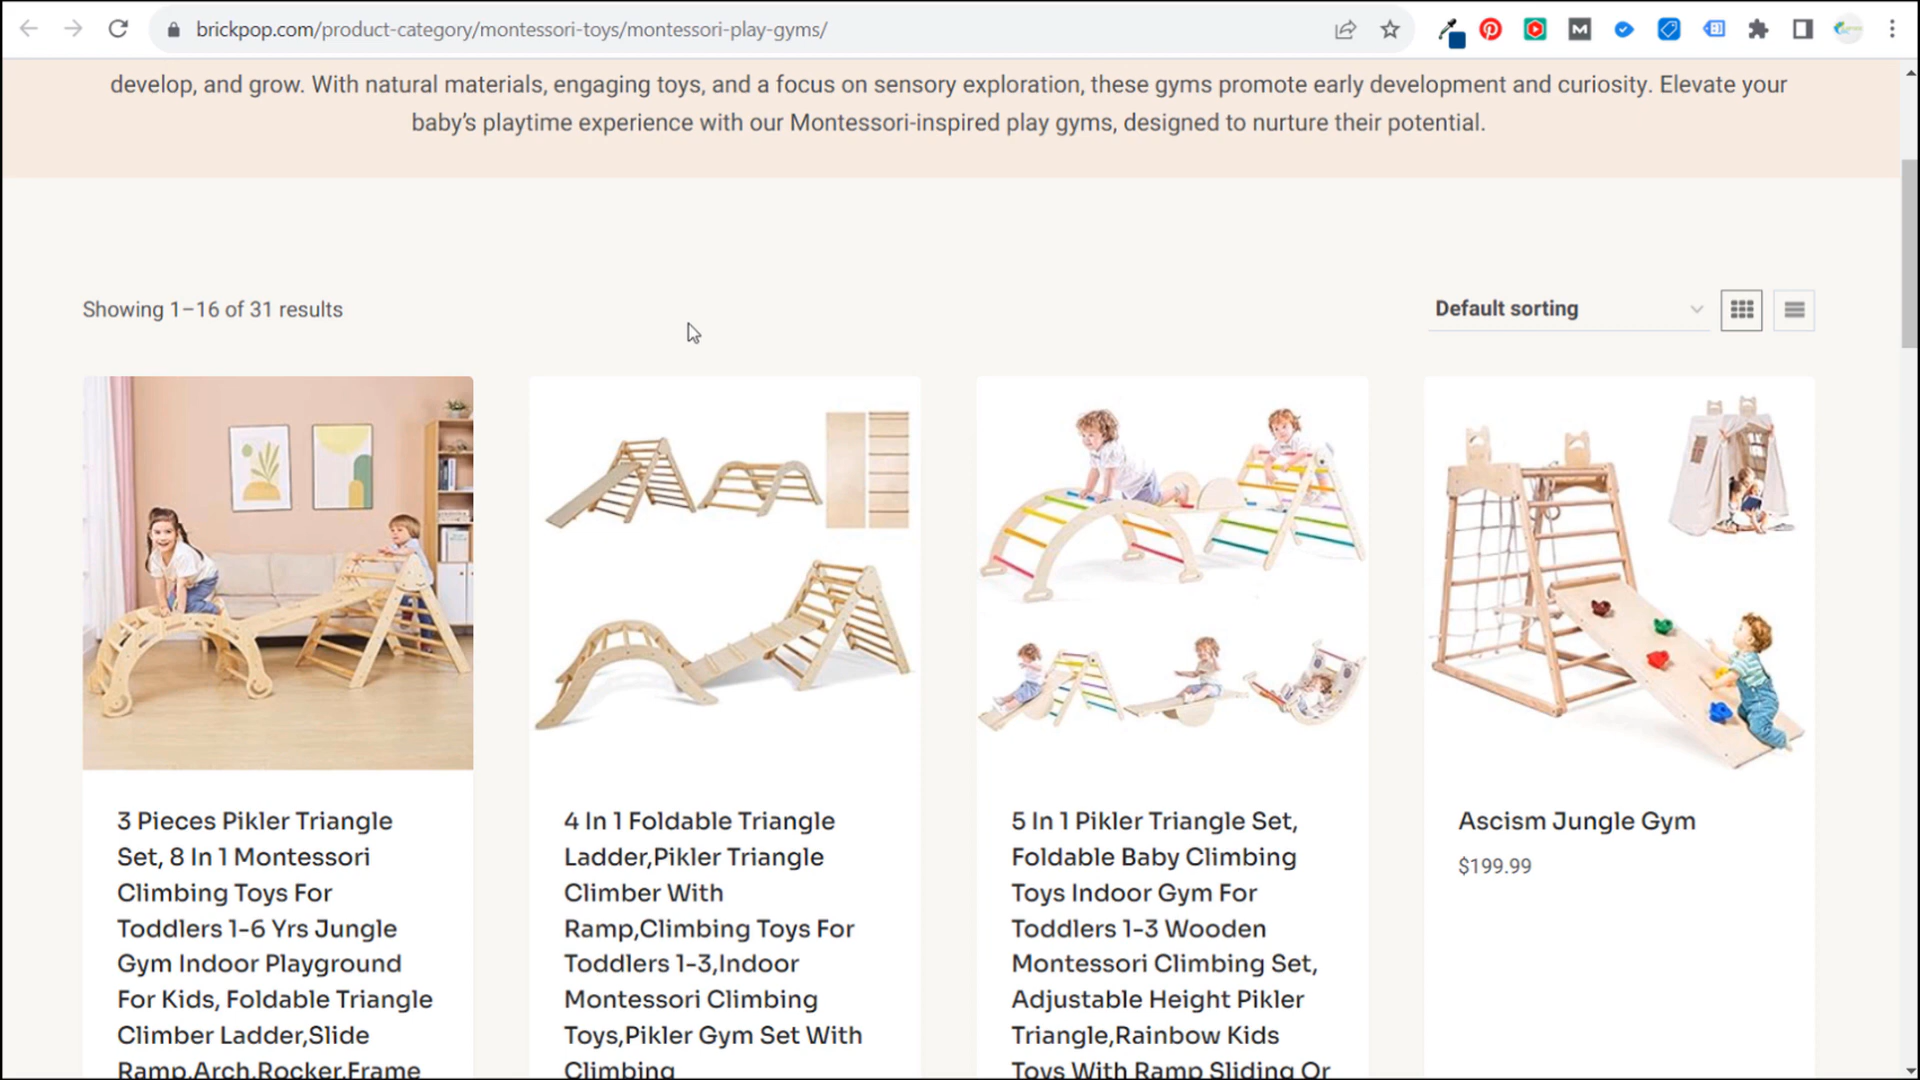 brickpop.com/product-category/montessori-toys/montessori-play-gyms/
develop, and grow. With natural materials, engaging toys, and a focus on sensory exploration, these gyms promote early development and curiosity. Elevate your
baby’s playtime experience with our Montessori-inspired play gyms, designed to nurture their potential.
Showing 1–16 of 31 results
Default sorting
3 Pieces Pikler Triangle
Set, 8 In 1 Montessori
Climbing Toys For
Toddlers 1-6 Yrs Jungle
Gym Indoor Playground
For Kids, Foldable Triangle
Climber Ladder,Slide
Ramp,Arch,Rocker,Frame
4 In 1 Foldable Triangle
Ladder,Pikler Triangle
Climber With
Ramp,Climbing Toys For
Toddlers 1-3,Indoor
Montessori Climbing
Toys,Pikler Gym Set With
Climbing
5 In 1 Pikler Triangle Set,
Foldable Baby Climbing
Toys Indoor Gym For
Toddlers 1-3 Wooden
Montessori Climbing Set,
Adjustable Height Pikler
Triangle,Rainbow Kids
Toys With Ramp Sliding Or
Ascism Jungle Gym
$199.99